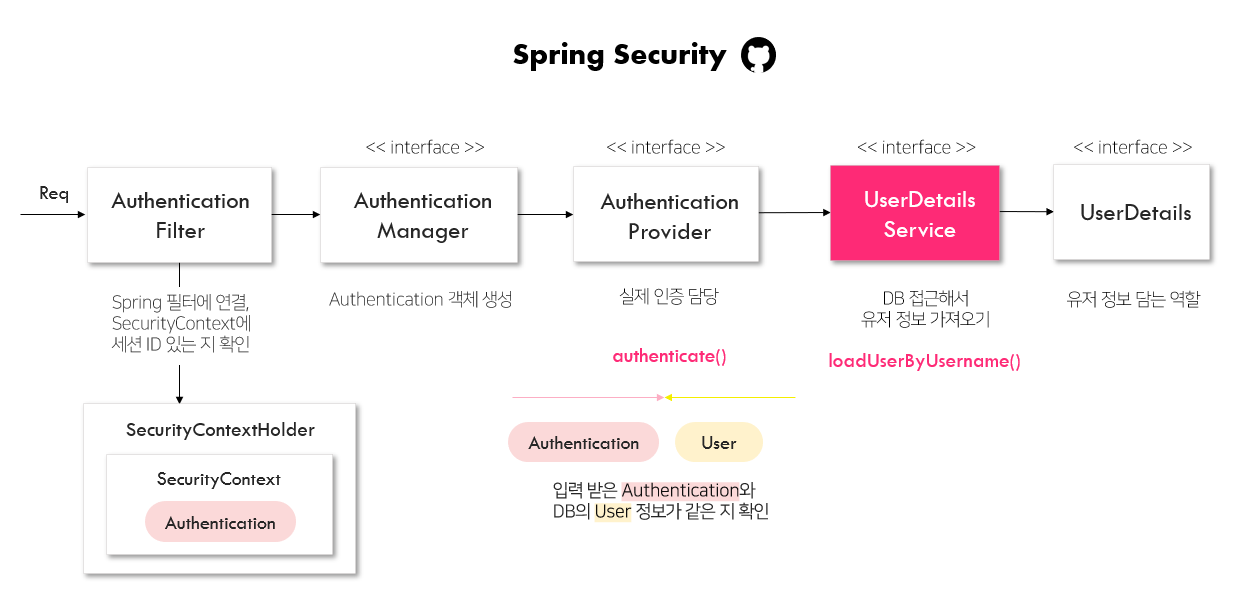 Spring Security
<< interface >>
<< interface >>
<< interface >>
<< interface >>
Req
Authentication
Filter
Authentication
Manager
Authentication
Provider
UserDetails
Service
UserDetails
Spring 필터에 연결,
SecurityContext에
세션 ID 있는 지 확인
Authentication 객체 생성
실제 인증 담당
authenticate()
DB 접근해서
유저 정보 가져오기
loadUserByUsername()
유저 정보 담는 역할
SecurityContextHolder
SecurityContext
Authentication
Authentication
User
입력 받은 Authentication와
DB의 User 정보가 같은 지 확인